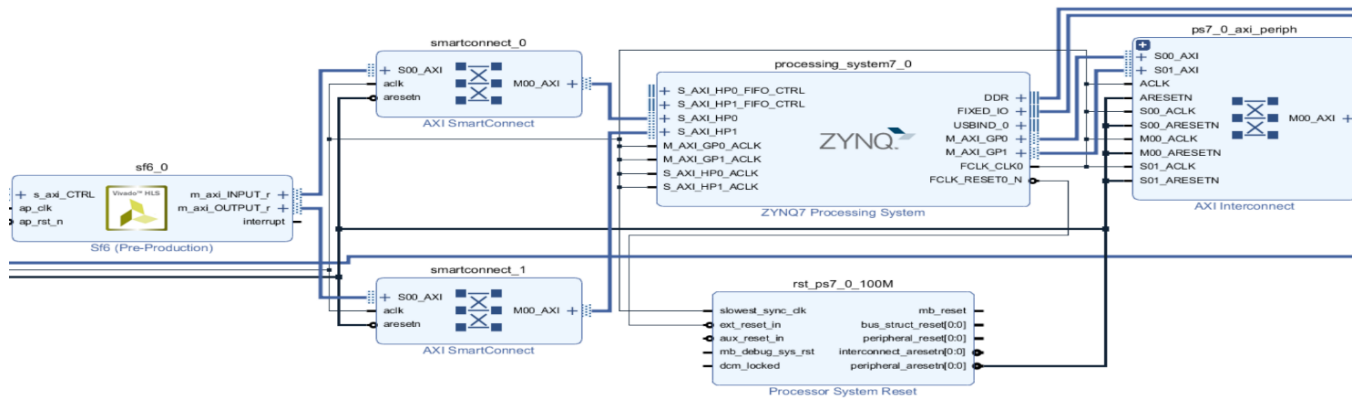 smartconnect_0
S00_AXI
aclk
aresetn
M00_AXI
AXI SmartConnect
sf6_0
s_axi_CTRL
ap_clk
ap_rst_n
Vivado™ HLS
m_axi_INPUT_r
m_axi_OUTPUT_r
interrupt
Sf6 (Pre-Production)
smartconnect_1
S00_AXI
aclk
aresetn
M00_AXI
AXI SmartConnect
processing_system7_0
S_AXI_HP0_FIFO_CTRL
S_AXI_HP1_FIFO_CTRL
S_AXI_HP0
S_AXI_HP1
M_AXI_GP0_ACLK
M_AXI_GP1_ACLK
S_AXI_HP0_ACLK
S_AXI_HP1_ACLK
ZYNQ
DDR
FIXED_IO
USBIND_0
M_AXI_GP0
M_AXI_GP1
FCLK_CLK0
FCLK_RESET0_N
ZYNQ7 Processing System
rst_ps7_0_100M
slowest_sync_clk
ext_reset_in
aux_reset_in
mb_debug_sys_rst
dcm_locked
mb_reset
bus_struct_reset[0:0]
peripheral_reset[0:0]
interconnect_aresetn[0:0]
peripheral_aresetn[0:0]
Processor System Reset
ps7_0_axi_periph
S00_AXI
S01_AXI
ACLK
ARESETN
S00_ACLK
S00_ARESETN
M00_ACLK
M00_ARESETN
S01_ACLK
S01_ARESETN
M00_AXI
AXI Interconnect